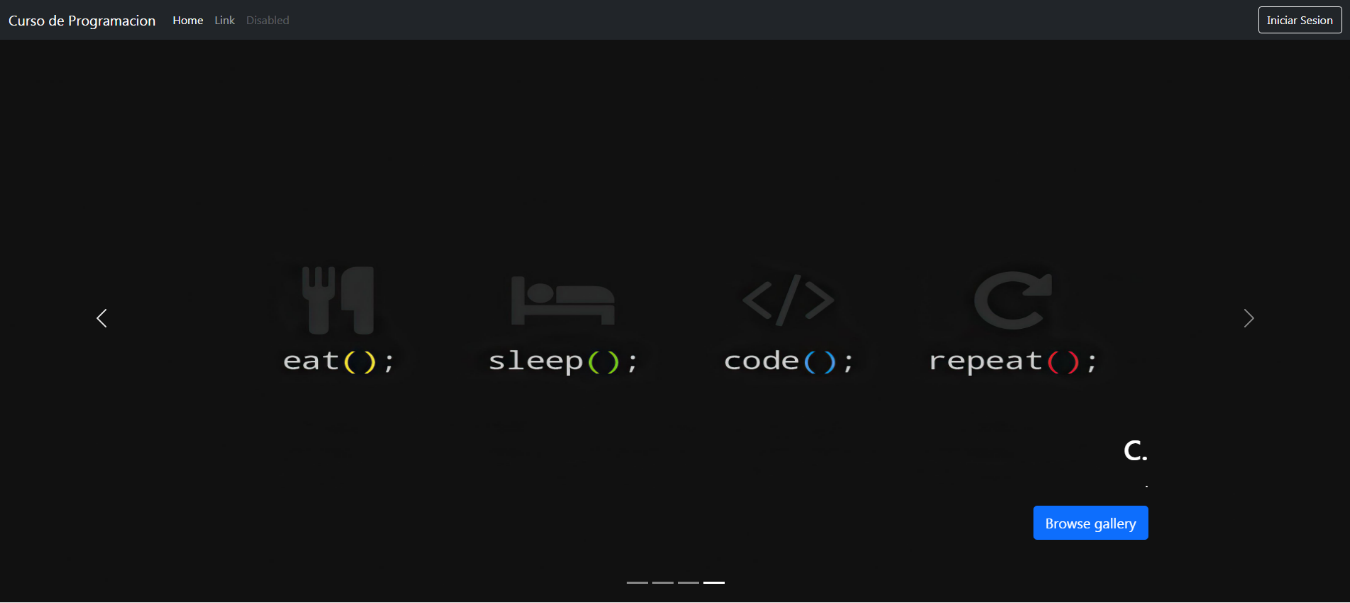 Curso de Programacion Home Link Disabled Iniciar Sesion
eat(); sleep(); code(); repeat();
C.
.
Browse gallery